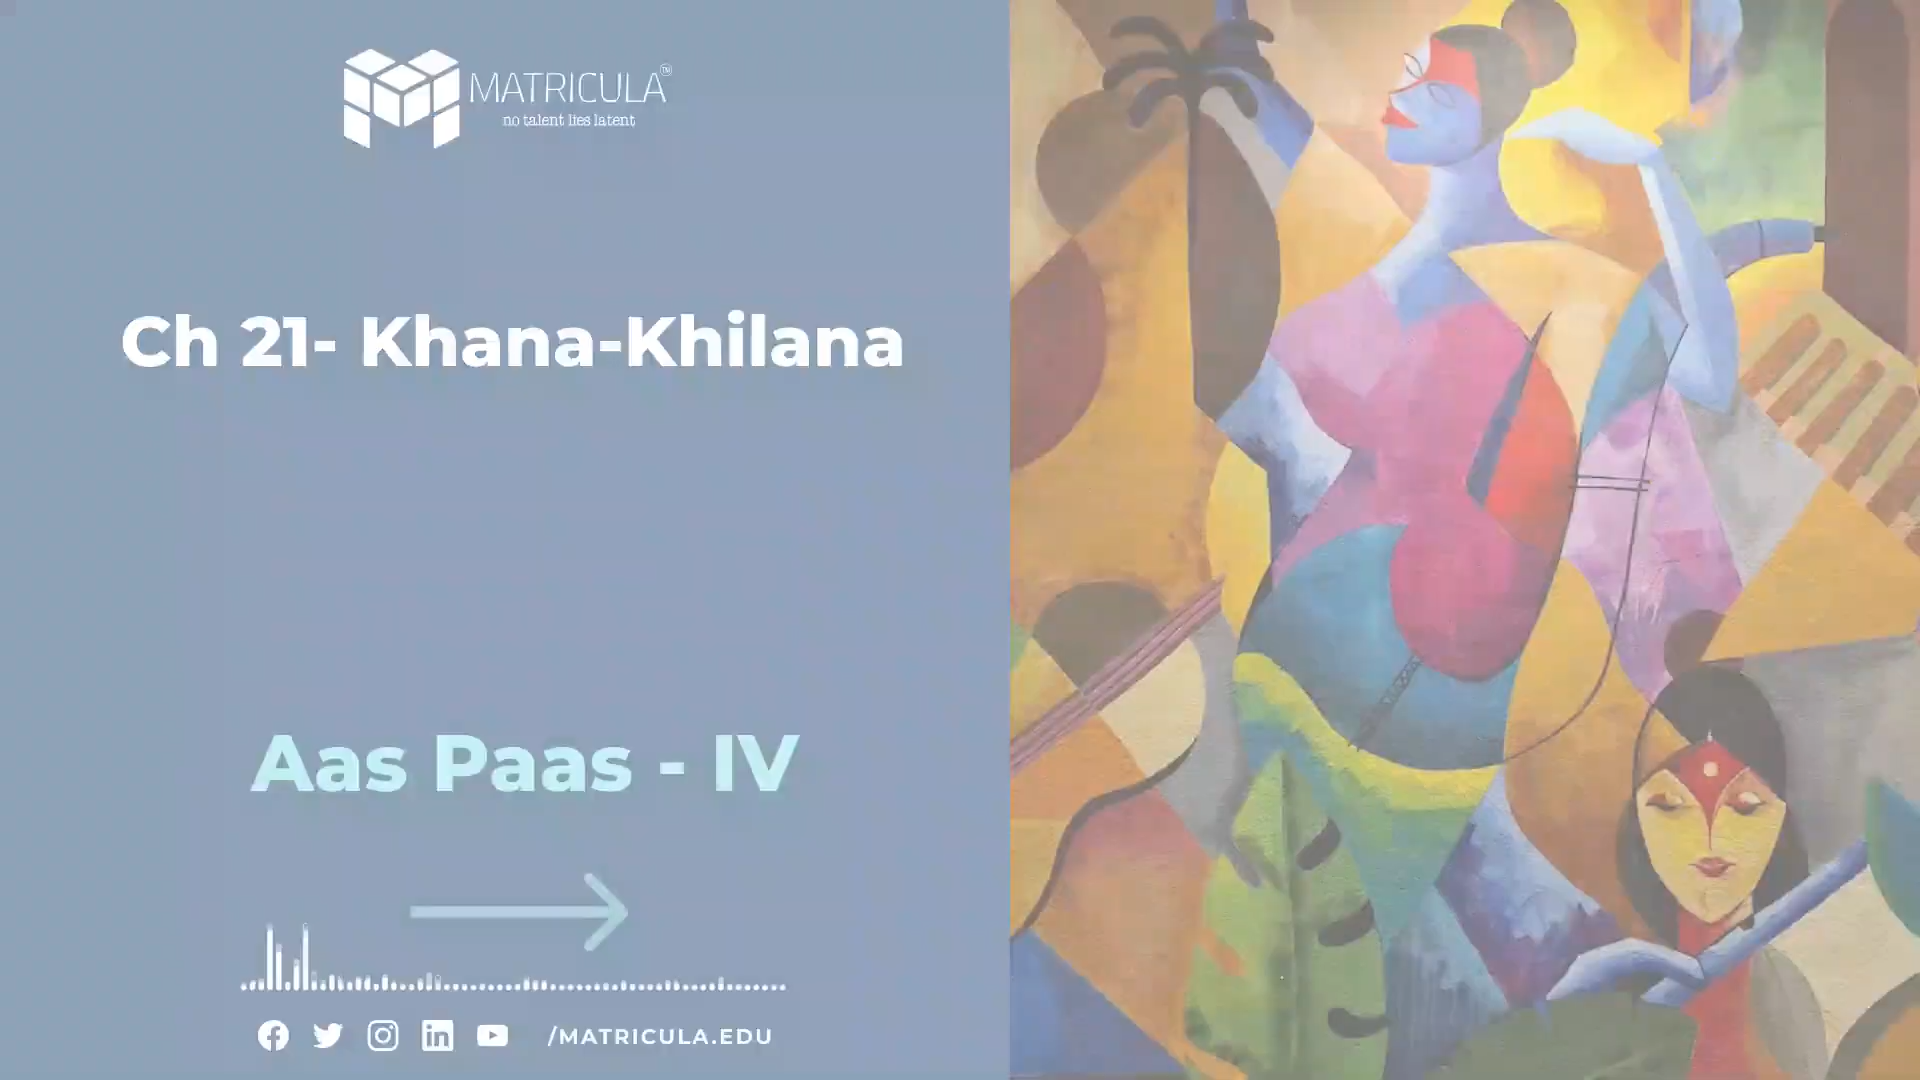 MATRICULA™
no talent lies latent
Ch 21- Khana-Khilana
Aas Paas - IV
/MATRICULA.EDU